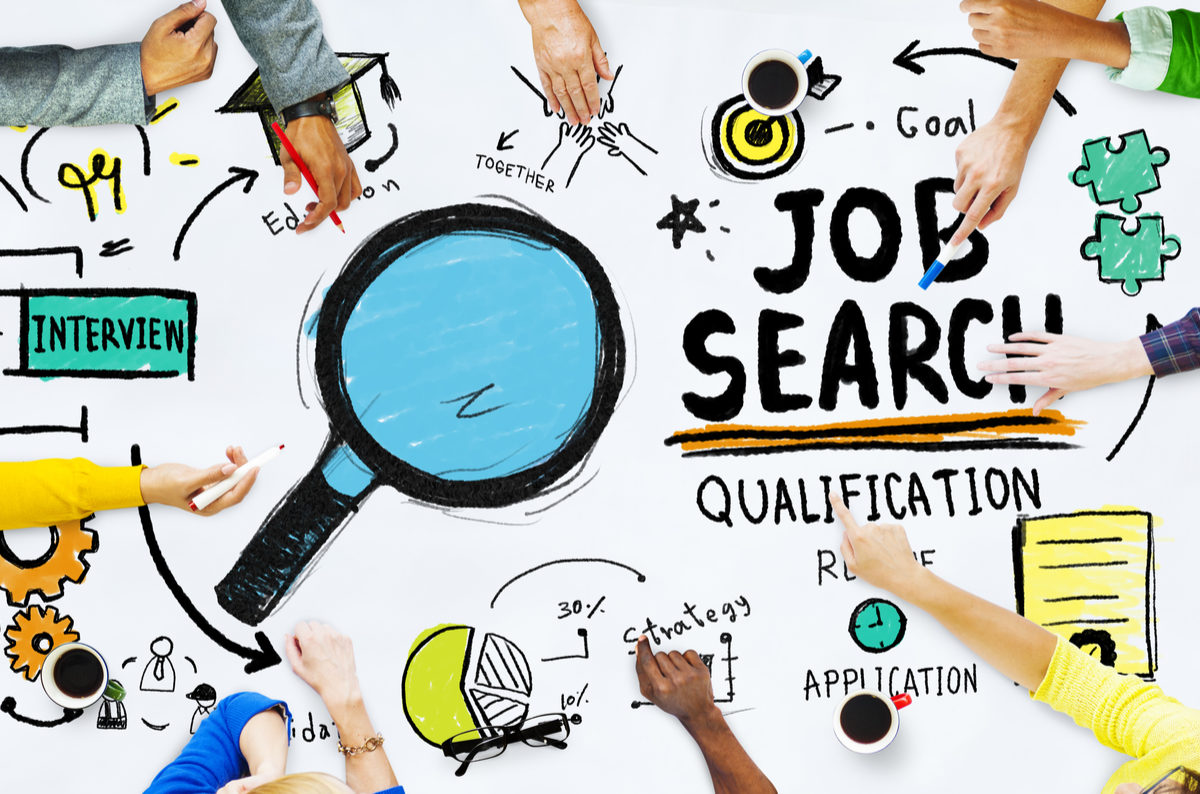 TOGETHER
Goal
JOB
SEARCH
INTERVIEW
QUALIFICATION
30%
Strategy
10%
APPLICATION